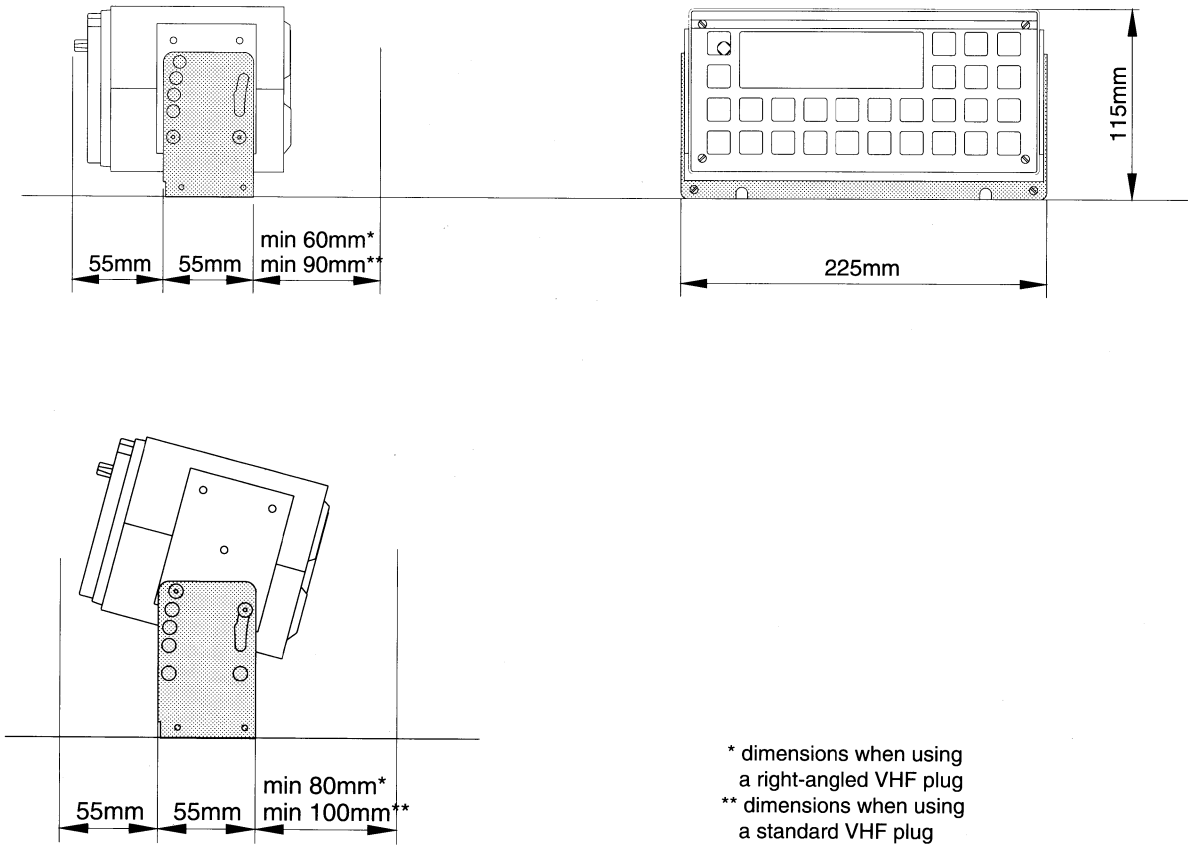 115mm
min 60mm*
55mm 55mm min 90mm**
225mm
min 80mm*
55mm 55mm min 100mm**
* dimensions when using
a right-angled VHF plug
** dimensions when using
a standard VHF plug